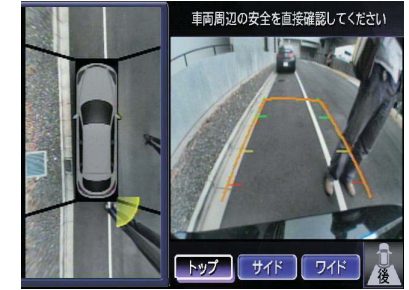 車両周辺の安全を直接確認してください
トップ
サイド
ワイド
後